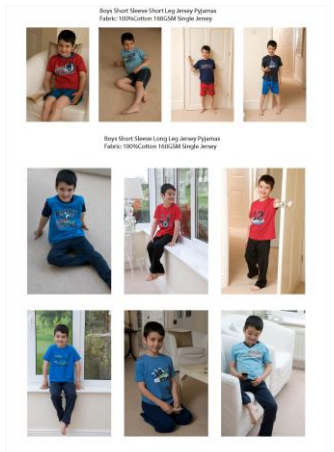 Boys Short Sleeve Short Leg Jersey Pyjamas
Fabric: 100%Cotton 160GSM Single Jersey
Boys Short Sleeve Long Leg Jersey Pyjamas
Fabric: 100%Cotton 160GSM Single Jersey